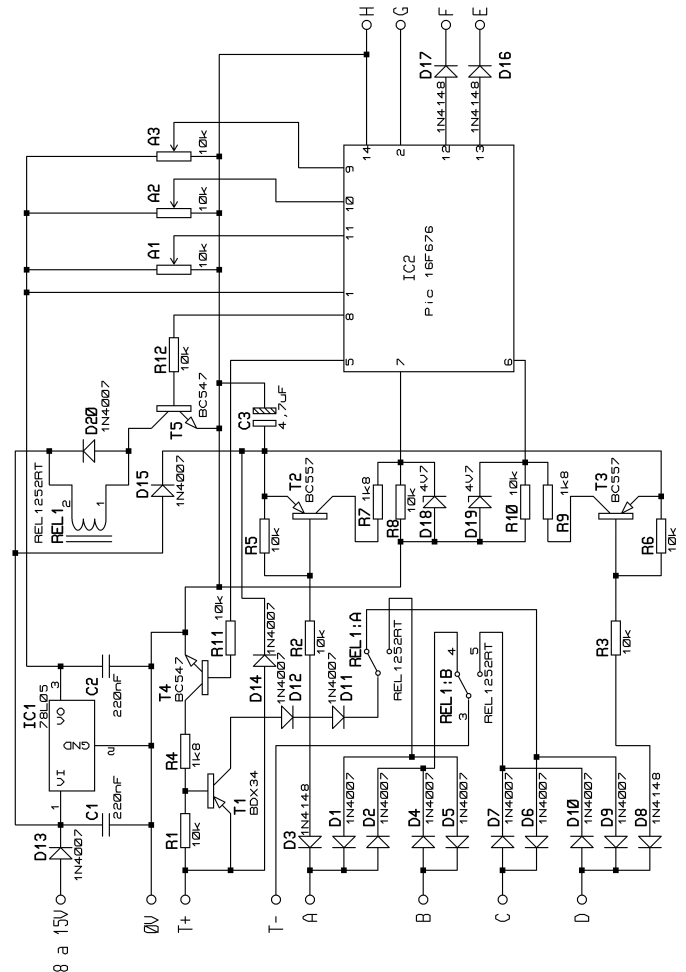 8 a 15V
0V
T+
T-
A
B
C
D
H
G
F
E
D13
1N4007
C1
220nF
IC1
78L05
VI
VO
GND
1
3
2
C2
220nF
REL1252RT
REL1
2
1
D20
1N4007
D15
1N4007
T5
BC547
R12
10k
A1
10k
A2
10k
A3
10k
R1
10k
R4
1k8
T4
BC547
T1
BDX34
R11
10k
D14
1N4007
D12
1N4007
D11
1N4007
C3
4,7uF
R5
10k
T2
BC557
R2
10k
R7
1k8
R8
10k
D18
4V7
D19
4V7
R10
10k
R9
1k8
T3
BC557
R6
10k
R3
10k
REL1:A
REL1252RT
REL1:B
4
3
5
REL1252RT
D3
1N4148
D1
1N4007
D2
1N4007
D4
1N4007
D5
1N4007
D7
1N4007
D6
1N4007
D10
1N4007
D9
1N4007
D8
1N4148
IC2
Pic 16F676
5
8
1
11
10
9
7
6
14
2
12
13
D17
1N4148
D16
1N4148